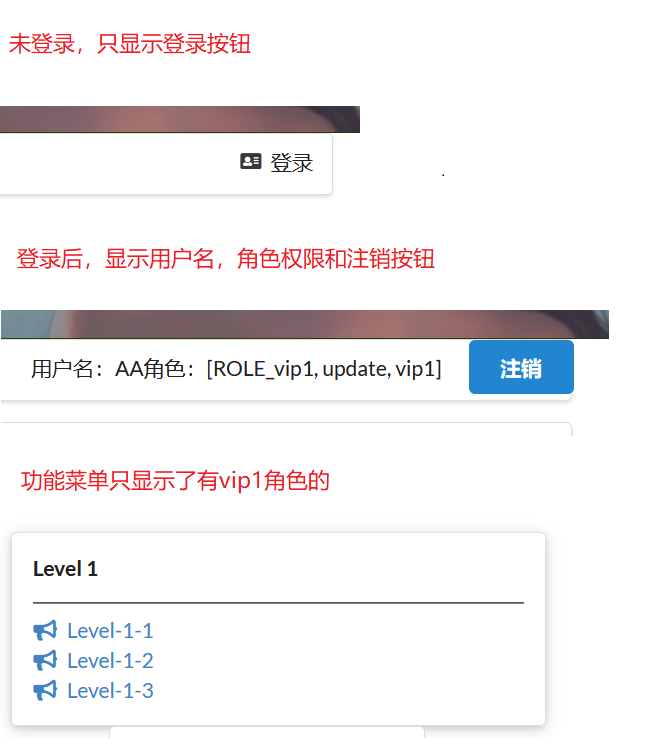 未登录，只显示登录按钮
登录
登录后，显示用户名，角色权限和注销按钮
用户名：AA角色：[ROLE_vip1, update, vip1]
注销
功能菜单只显示了有vip1角色的
Level 1
Level-1-1
Level-1-2
Level-1-3